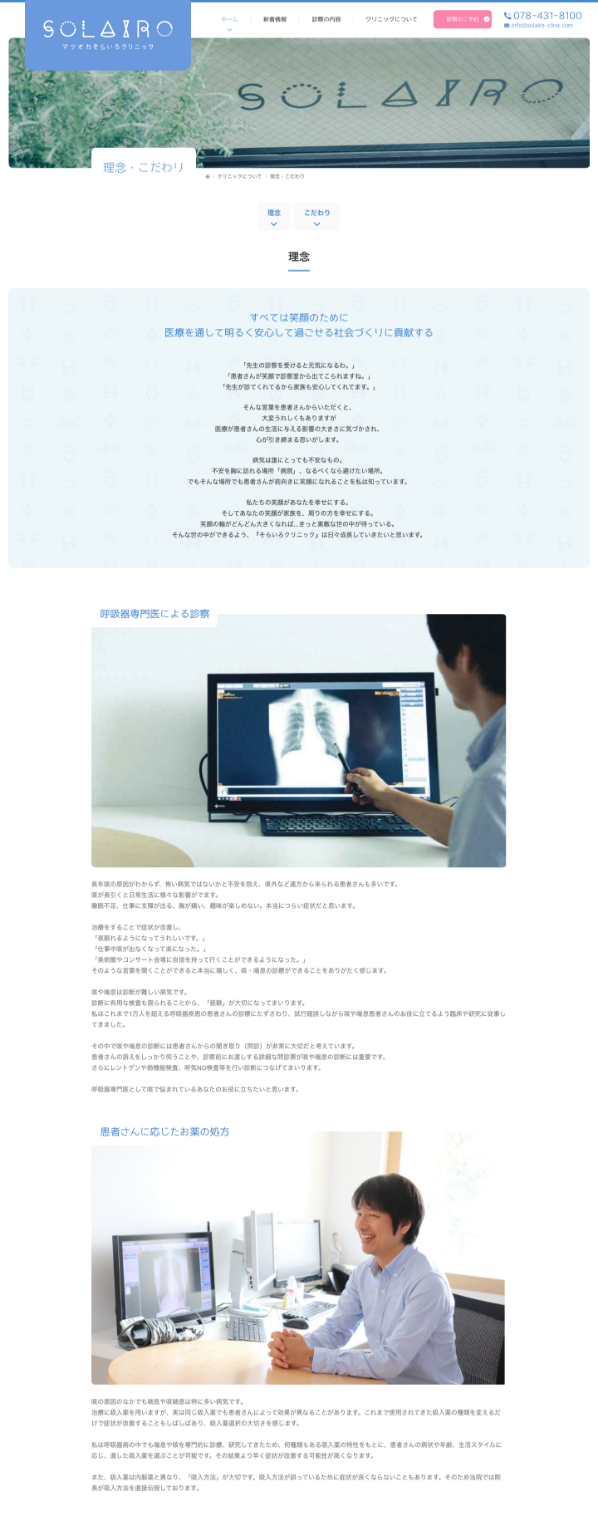 SOLAIRO
マツオカそらいろクリニック
ホーム
新着情報
診察の内容
クリニックについて
診察のご予約
078-431-8100
info@solairo-clinic.com
SOLAIRO
理念・こだわり
クリニックについて
理念・こだわり
理念
こだわり
理念
すべては笑顔のために
医療を通して明るく安心して過ごせる社会づくりに貢献する
「先生の診察を受けると元気になるわ。」
「患者さんが笑顔で診察室から出てこられますね。」
「先生が診てくれてるから家族も安心してくれてます。」
そんな言葉を患者さんからいただくと、
大変うれしくもありますが
医療が患者さんの生活に与える影響の大きさに気づかされ、
心が引き締まる思いがします。
病気は誰にとっても不安なもの。
不安を胸に訪れる場所「病院」、なるべくなら避けたい場所。
でもそんな場所でも患者さんが前向きに笑顔になれることを私は知っています。
私たちの笑顔があなたを幸せにする。
そしてあなたの笑顔が家族を、周りの方を幸せにする。
笑顔の輪がどんどん大きくなれば…きっと素敵な世の中が待っている。
そんな世の中ができるよう、『そらいろクリニック』は日々成長していきたいと思います。
呼吸器専門医による診察
長年咳の原因がわからず、怖い病気ではないかと不安を抱え、県外など遠方から来られる患者さんも多いです。
咳が長引くと日常生活に様々な影響がでます。
睡眠不足、仕事に支障が出る、胸が痛い、趣味が楽しめない。本当につらい症状だと思います。
治療をすることで症状が改善し、
「夜眠れるようになってうれしいです。」
「仕事中咳が出なくなって楽になった。」
「美術館やコンサート会場に自信を持って行くことができるようになった。」
そのような言葉を聞くことができると本当に嬉しく、咳・喘息の診療ができることをありがたく感じます。
咳や喘息は診断が難しい病気です。
診断に有用な検査も限られることから、「経験」が大切になってまいります。
私はこれまで1万人を超える呼吸器疾患の患者さんの診療にたずさわり、試行錯誤しながら咳や喘息患者さんのお役に立てるよう臨床や研究に従事し
てきました。
その中で咳や喘息の診断には患者さんからの聞き取り（問診）が非常に大切だと考えています。
患者さんの訴えをしっかり伺うことや、診察前にお渡しする詳細な問診票が咳や喘息の診断には重要です。
さらにレントゲンや肺機能検査、呼気NO検査等を行い診断につなげてまいります。
呼吸器専門医として咳で悩まれているあなたのお役に立ちたいと思います。
患者さんに応じたお薬の処方
咳の原因のなかでも喘息や咳喘息は特に多い病気です。
治療に吸入薬を用いますが、実は同じ吸入薬でも患者さんによって効果が異なることがあります。これまで使用されてきた吸入薬の種類を変えるだ
けで症状が改善することもしばしばあり、吸入薬選択の大切さを感じます。
私は呼吸器病の中でも喘息や咳を専門的に診療、研究してきたため、何種類もある吸入薬の特性をもとに、患者さんの病状や年齢、生活スタイルに
応じ、適した吸入薬を選ぶことが可能です。その結果より早く症状が改善する可能性が高くなります。
また、吸入薬は内服薬と異なり、「吸入方法」が大切です。吸入方法が誤っているために症状が良くならないこともあります。そのため当院では院
長が吸入方法を直接伝授しております。